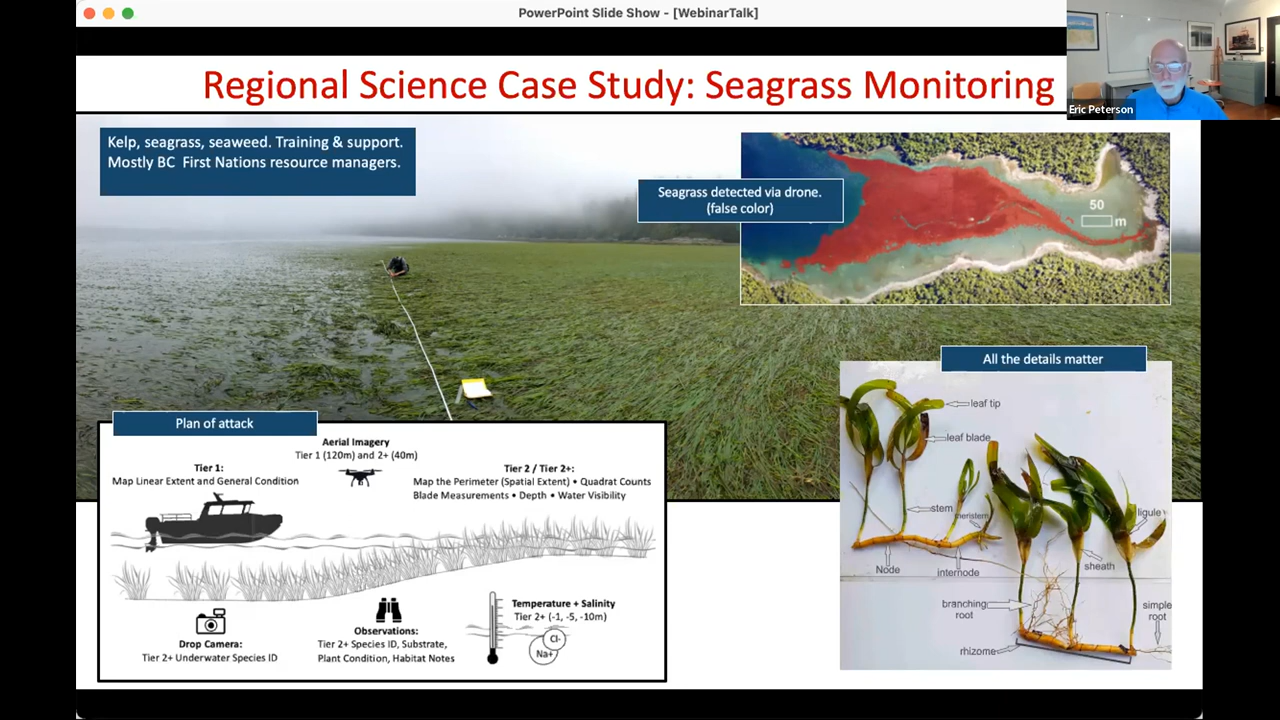 PowerPoint Slide Show - [WebinarTalk]
Regional Science Case Study: Seagrass Monitoring
Eric Peterson
Kelp, seagrass, seaweed. Training & support.
Mostly BC First Nations resource managers.
Seagrass detected via drone.
(false color)
50
m
All the details matter
leaf tip
leaf blade
stem
meristem
ligule
Node
internode
sheath
branching
root
simple
root
rhizome
Plan of attack
Aerial Imagery
Tier 1 (120m) and 2+ (40m)
Tier 1:
Map Linear Extent and General Condition
Tier 2 / Tier 2+:
Map the Perimeter (Spatial Extent) • Quadrat Counts
Blade Measurements • Depth • Water Visibility
Drop Camera:
Tier 2+ Underwater Species ID
Observations:
Tier 2+ Species ID, Substrate,
Plant Condition, Habitat Notes
Temperature + Salinity
Tier 2+ (-1, -5, -10m)
Cl-
Na+